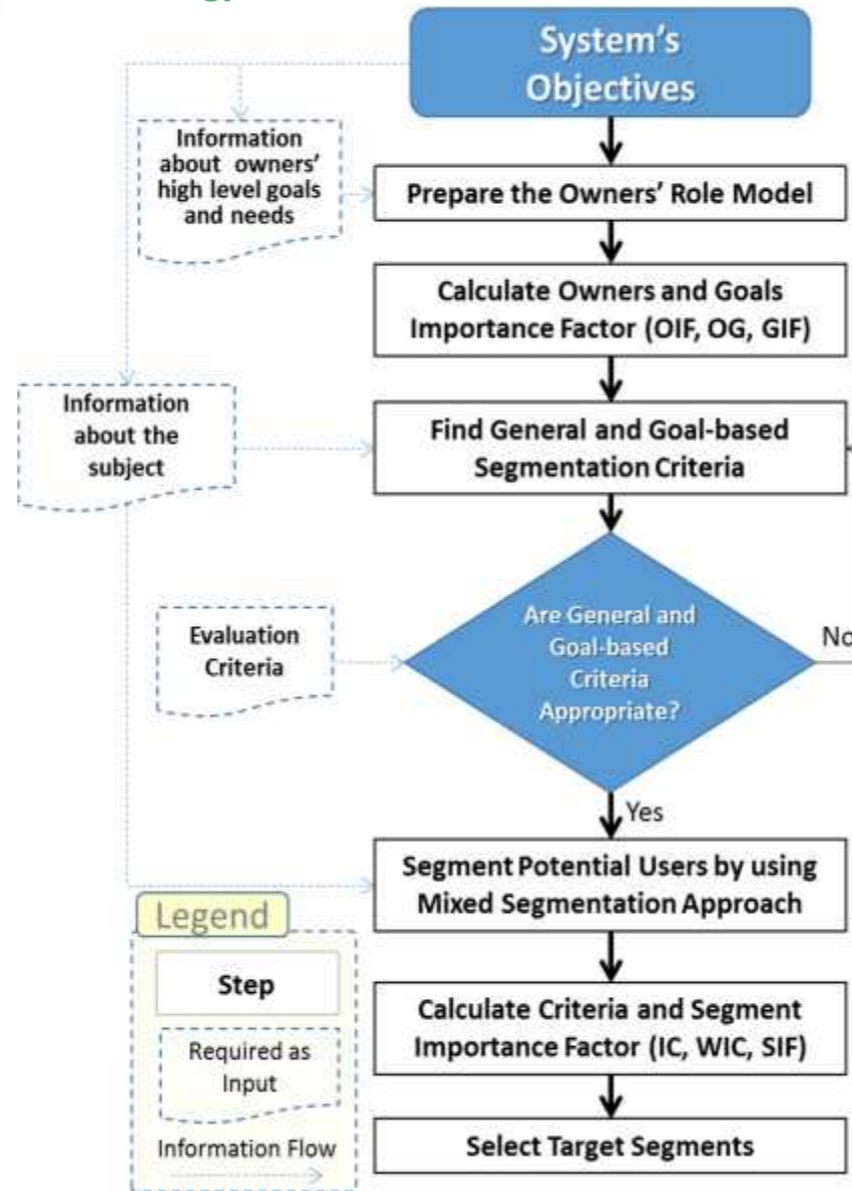 System's
Objectives
Information
about owners'
high level goals
and needs
Prepare the Owners' Role Model
Calculate Owners and Goals
Importance Factor (OIF, OG, GIF)
Information
about the
subject
Find General and Goal-based
Segmentation Criteria
Evaluation
Criteria
Are General and
Goal-based
Criteria
Appropriate?
No
Yes
Segment Potential Users by using
Mixed Segmentation Approach
Legend
Step
Required as
Input
Information Flow
Calculate Criteria and Segment
Importance Factor (IC, WIC, SIF)
Select Target Segments